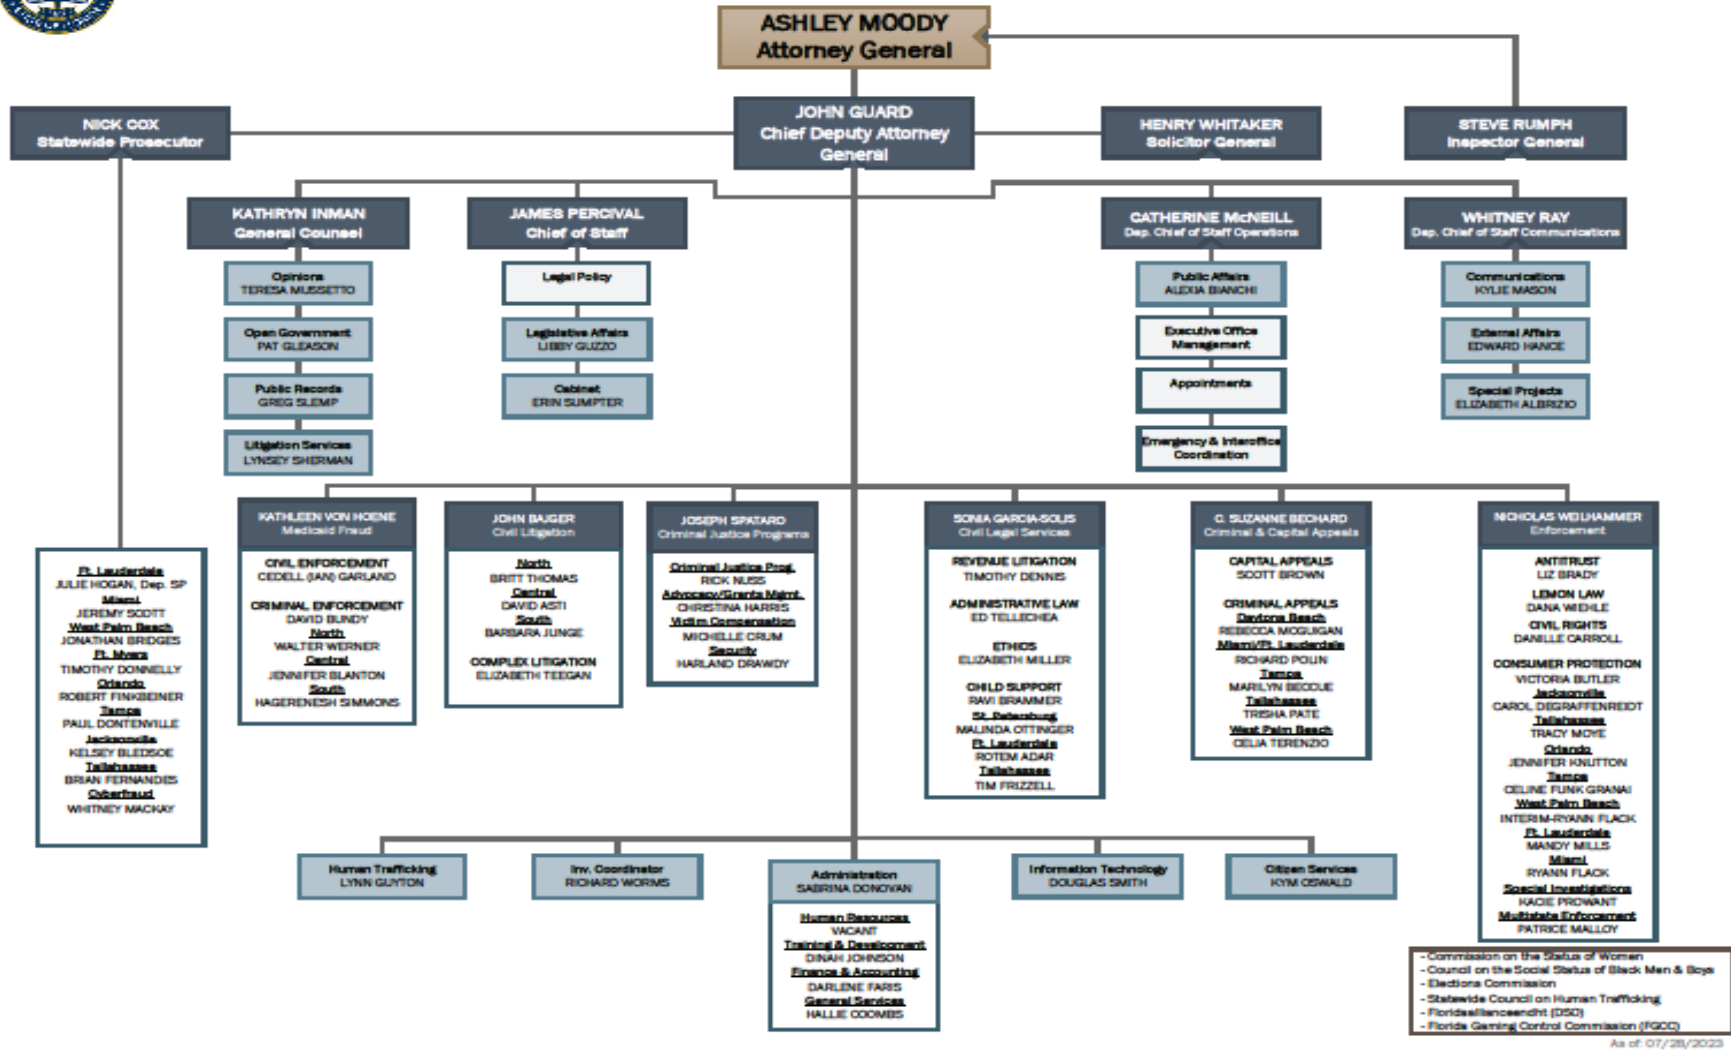 ASHLEY MOODY
Attorney General
NICK COX
Statewide Prosecutor
JOHN GUARD
Chief Deputy Attorney
General
HENRY WHITAKER
Solicitor General
STEVE RUMPH
Inspector General
KATHRYN INMAN
General Counsel
JAMES PERCIVAL
Chief of Staff
CATHERINE McNEILL
Dep. Chief of Staff Operations
WHITNEY RAY
Dep. Chief of Staff Communications
Opinions
TERESA MUSSETTO
Open Government
PAT GLEASON
Public Records
GREG SLEMP
Litigation Services
LYNSEY SHERMAN
Legal Policy
Legislative Affairs
LIBBY GUZZO
Cabinet
ERIN SUMPTER
Public Affairs
ALEXIA BIANCHI
Executive Office
Management
Appointments
Emergency & Interoffice
Coordination
Communications
KYLIE MASON
External Affairs
EDWARD HANCE
Special Projects
ELIZABETH ALBRIZIO
Ft. Lauderdale
JULIE HOGAN, Dep. SP
Miami
JEREMY SCOTT
West Palm Beach
JONATHAN BRIDGES
Ft. Myers
TIMOTHY DONNELLY
Orlando
ROBERT FINKBEINER
Tampa
PAUL DONTENVILLE
Jacksonville
KELSEY BLEDSOE
Tallahassee
BRIAN FERNANDES
Cyberfraud
WHITNEY MACKAY
KATHLEEN VON HOENE
Medicaid Fraud
CIVIL ENFORCEMENT
CEDELL (IAN) GARLAND
CRIMINAL ENFORCEMENT
DAVID BUNDY
North
WALTER WERNER
Central
JENNIFER BLANTON
South
HAGERENESH SIMMONS
JOHN BAJGER
Civil Litigation
North
BRITT THOMAS
Central
DAVID ASTI
South
BARBARA JUNGE
COMPLEX LITIGATION
ELIZABETH TEEGAN
JOSEPH SPATARO
Criminal Justice Programs
Criminal Justice Prog.
RICK NUSS
Advocacy/Grants Mgmt.
CHRISTINA HARRIS
Victim Compensation
MICHELLE CRUM
Security
HARLAND DRAWDY
SONIA GARCIA-SOLIS
Civil Legal Services
REVENUE LITIGATION
TIMOTHY DENNIS
ADMINISTRATIVE LAW
ED TELLECHEA
ETHICS
ELIZABETH MILLER
CHILD SUPPORT
RAVI BRAMMER
St. Petersburg
MALINDA OTTINGER
Ft. Lauderdale
ROTEM ADAR
Tallahassee
TIM FRIZZELL
C. SUZANNE BECHARD
Criminal & Capital Appeals
CAPITAL APPEALS
SCOTT BROWN
CRIMINAL APPEALS
Daytona Beach
REBECCA MCGUIGAN
Miami/Ft. Lauderdale
RICHARD POLIN
Tampa
MARILYN BECCUE
Tallahassee
TRISHA PATE
West Palm Beach
CELIA TERENZIO
NICHOLAS WEILHAMMER
Enforcement
ANTITRUST
LIZ BRADY
LEMON LAW
DANA WIEHLE
CIVIL RIGHTS
DANILLE CARROLL
CONSUMER PROTECTION
VICTORIA BUTLER
Jacksonville
CAROL DEGRAFFENREIDT
Tallahassee
TRACY MOYE
Orlando
JENNIFER KNUTTON
Tampa
CELINE FUNK GRANAI
West Palm Beach
INTERIM-RYANN FLACK
Ft. Lauderdale
MANDY MILLS
Miami
RYANN FLACK
Special Investigations
KACIE PROWANT
Multistate Enforcement
PATRICE MALLOY
Human Trafficking
LYNN GUYTON
Inv. Coordinator
RICHARD WORMS
Administration
SABRINA DONOVAN
Human Resources
VACANT
Training & Development
DINAH JOHNSON
Finance & Accounting
DARLENE FARIS
General Services
HALLIE COOMBS
Information Technology
DOUGLAS SMITH
Citizen Services
KYM OSWALD
- Commission on the Status of Women
- Council on the Social Status of Black Men & Boys
- Elections Commission
- Statewide Council on Human Trafficking
- Floridaallianceendht (DSO)
- Florida Gaming Control Commission (FGCC)
As of: 07/28/2023